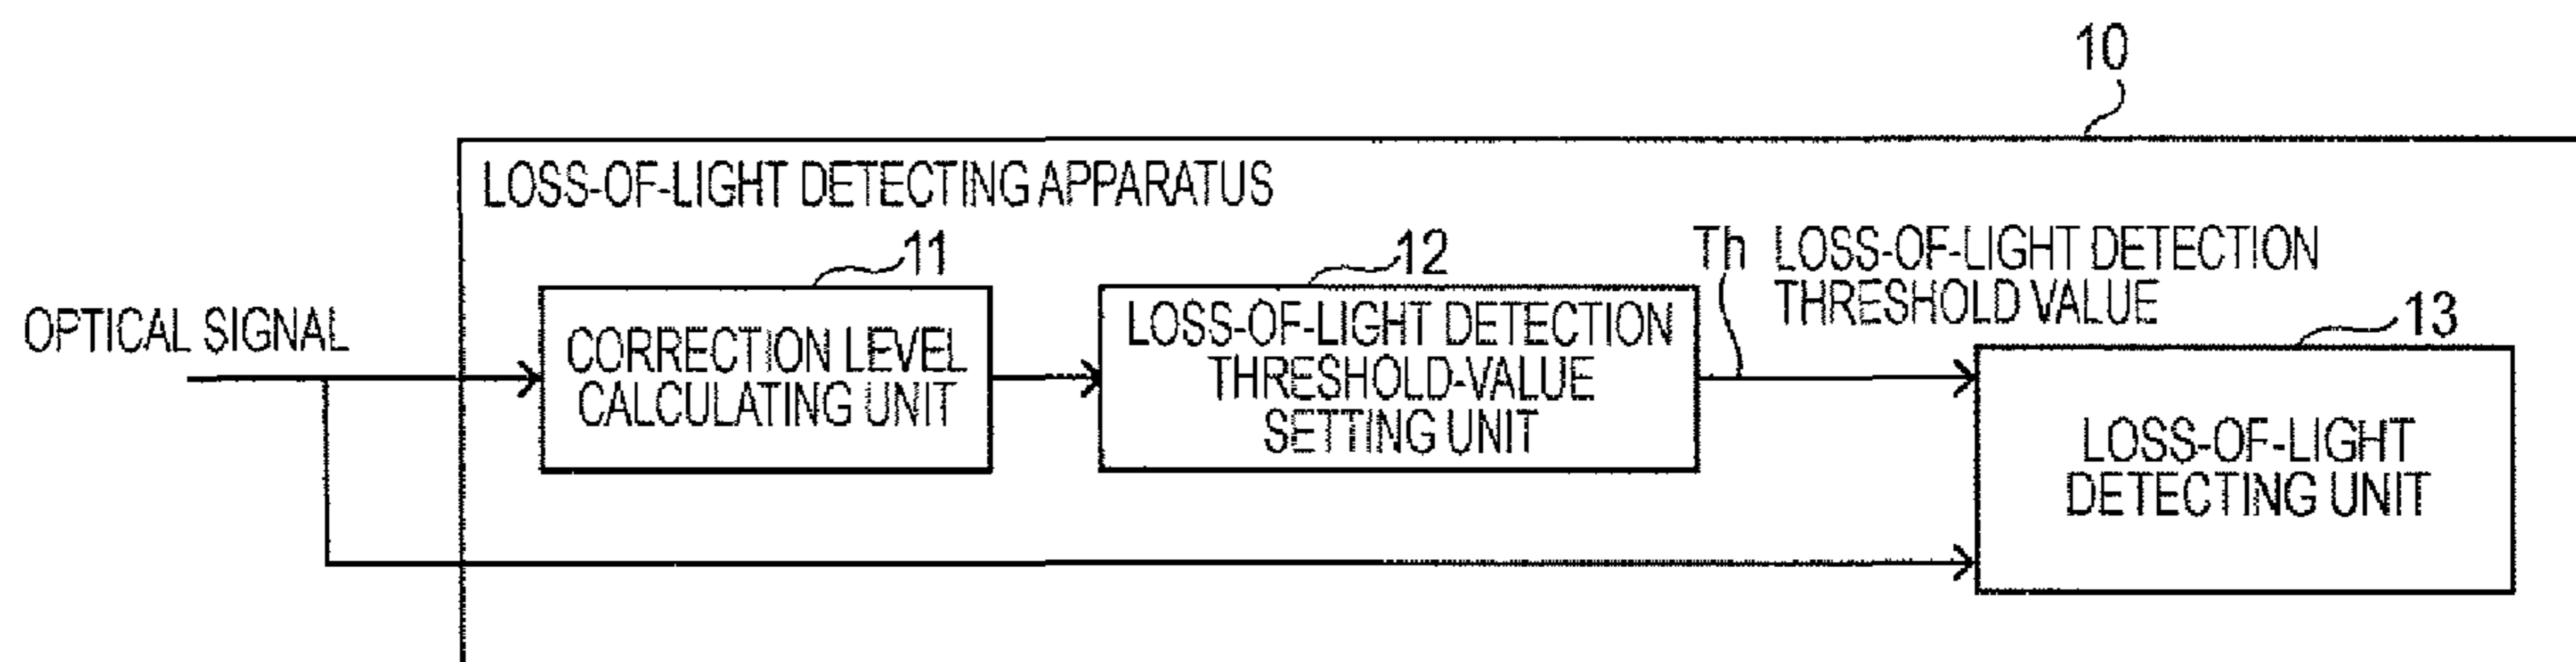 10
LOSS-OF-LIGHT DETECTING APPARATUS
11
12
Th LOSS-OF-LIGHT DETECTION
THRESHOLD VALUE
13
OPTICAL SIGNAL
CORRECTION LEVEL
CALCULATING UNIT
LOSS-OF-LIGHT DETECTION
THRESHOLD-VALUE
SETTING UNIT
LOSS-OF-LIGHT
DETECTING UNIT